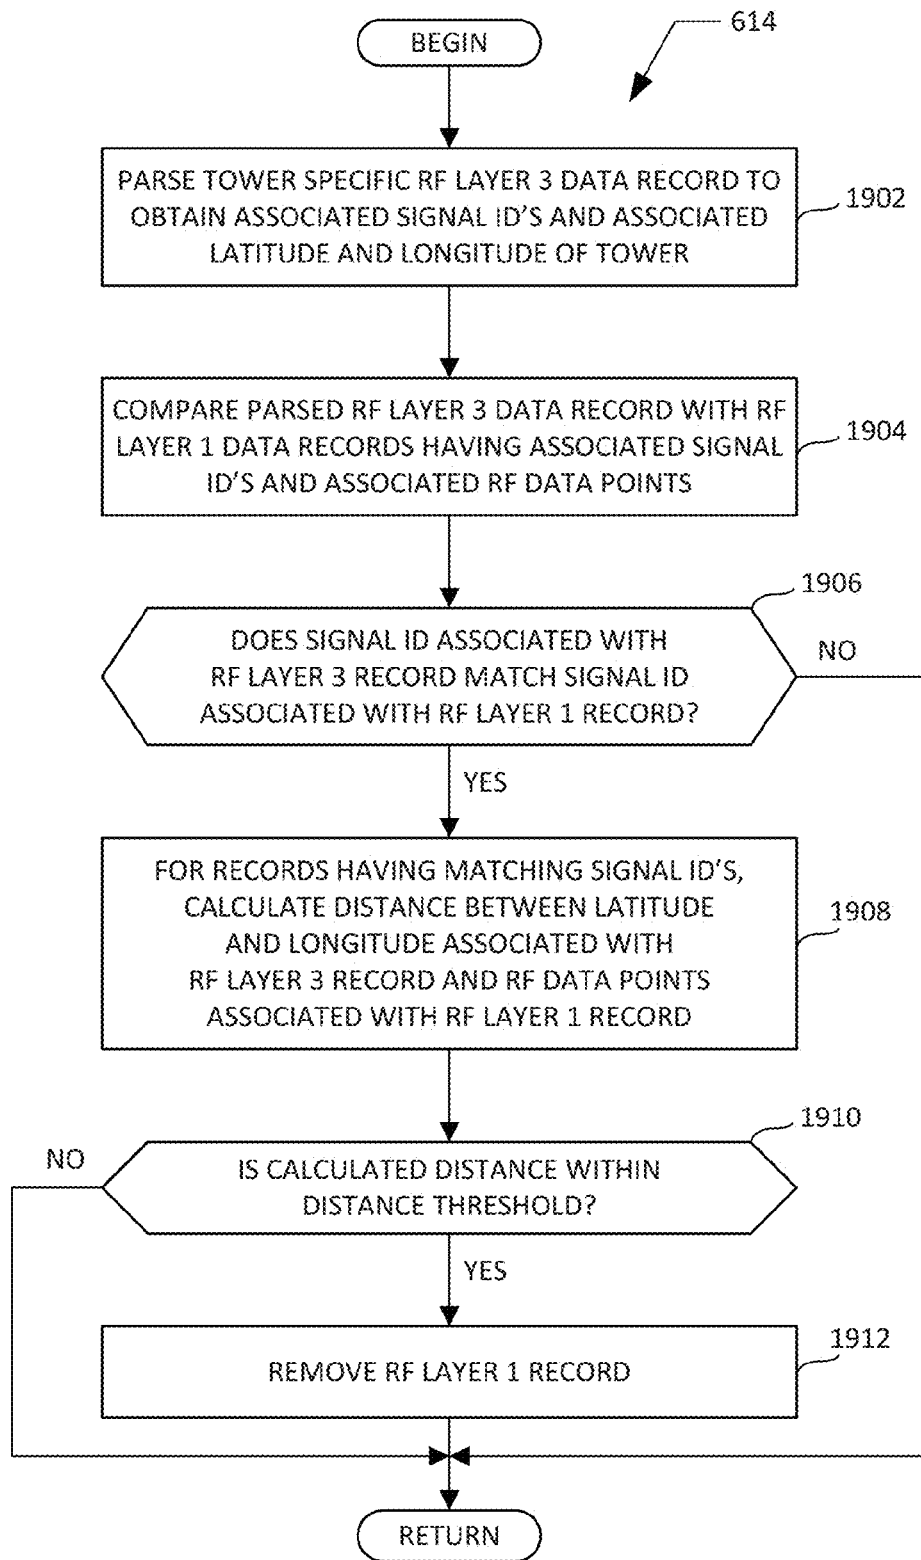 BEGIN
614
PARSE TOWER SPECIFIC RF LAYER 3 DATA RECORD TO
OBTAIN ASSOCIATED SIGNAL ID'S AND ASSOCIATED
LATITUDE AND LONGITUDE OF TOWER
1902
COMPARE PARSED RF LAYER 3 DATA RECORD WITH RF
LAYER 1 DATA RECORDS HAVING ASSOCIATED SIGNAL
ID'S AND ASSOCIATED RF DATA POINTS
1904
1906
DOES SIGNAL ID ASSOCIATED WITH
RF LAYER 3 RECORD MATCH SIGNAL ID
ASSOCIATED WITH RF LAYER 1 RECORD?
NO
YES
FOR RECORDS HAVING MATCHING SIGNAL ID'S,
CALCULATE DISTANCE BETWEEN LATITUDE
AND LONGITUDE ASSOCIATED WITH
RF LAYER 3 RECORD AND RF DATA POINTS
ASSOCIATED WITH RF LAYER 1 RECORD
1908
1910
NO
IS CALCULATED DISTANCE WITHIN
DISTANCE THRESHOLD?
YES
1912
REMOVE RF LAYER 1 RECORD
RETURN